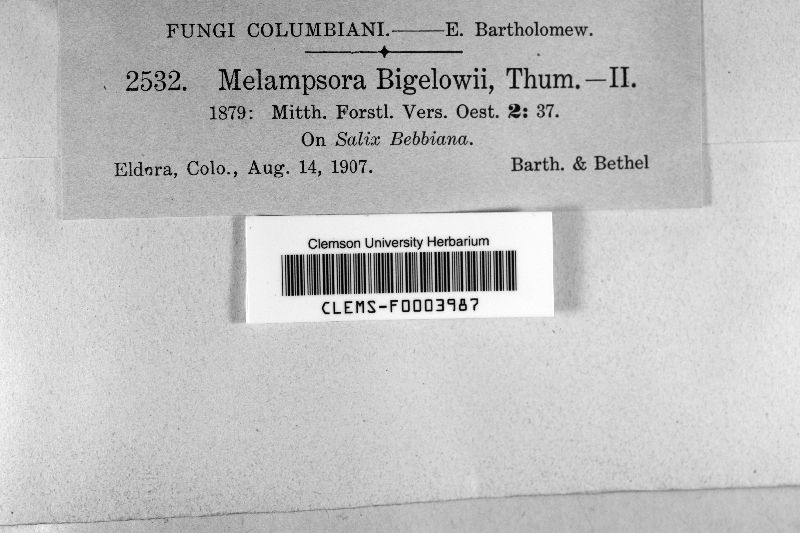 FUNGI COLUMBIANI.——E. Bartholomew.
2532. Melampsora Bigelowii, Thum.—II.
1879: Mitth. Forstl. Vers. Oest. 2: 37.
On Salix Bebbiana.
Eldora, Colo., Aug. 14, 1907. Barth. & Bethel
Clemson University Herbarium
CLEMS-F0003987